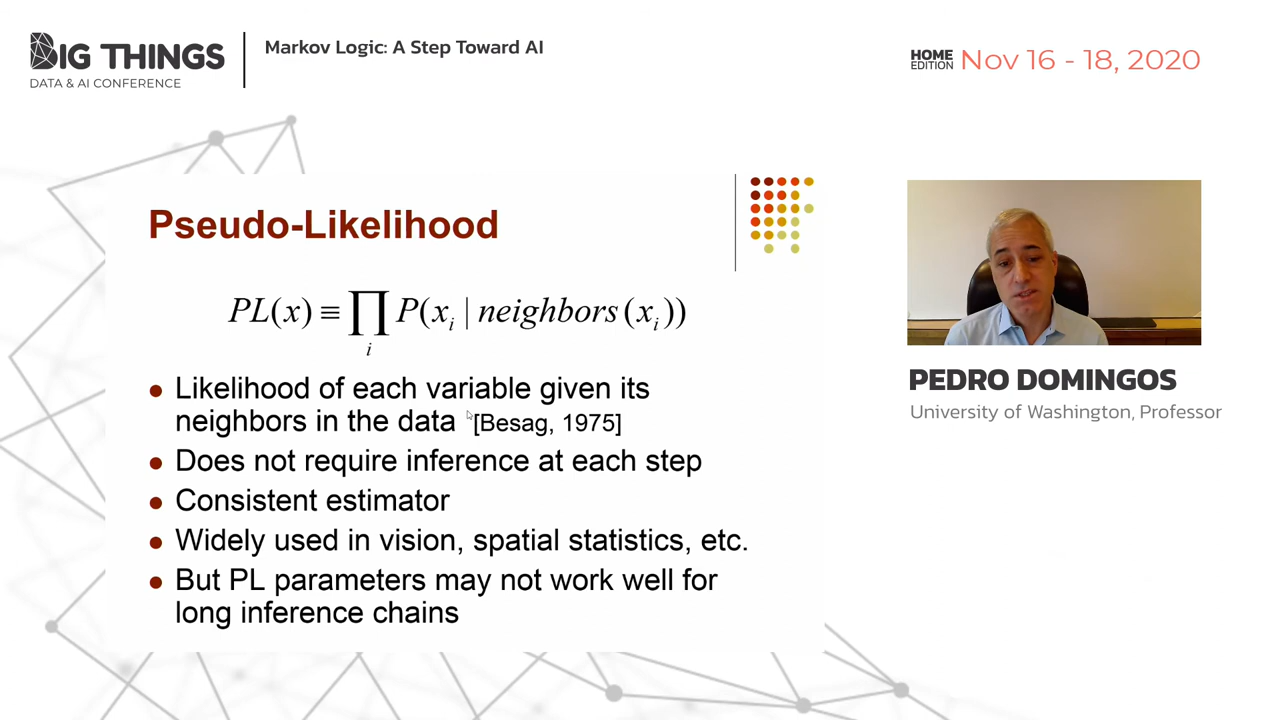 BIG THINGS
DATA & AI CONFERENCE
Markov Logic: A Step Toward AI
HOME
EDITION
Nov 16 - 18, 2020
Pseudo-Likelihood
PL(x) ≡ ∏ P(x_i | neighbors(x_i))
i
● Likelihood of each variable given its
neighbors in the data [Besag, 1975]
● Does not require inference at each step
● Consistent estimator
● Widely used in vision, spatial statistics, etc.
● But PL parameters may not work well for
long inference chains
PEDRO DOMINGOS
University of Washington, Professor